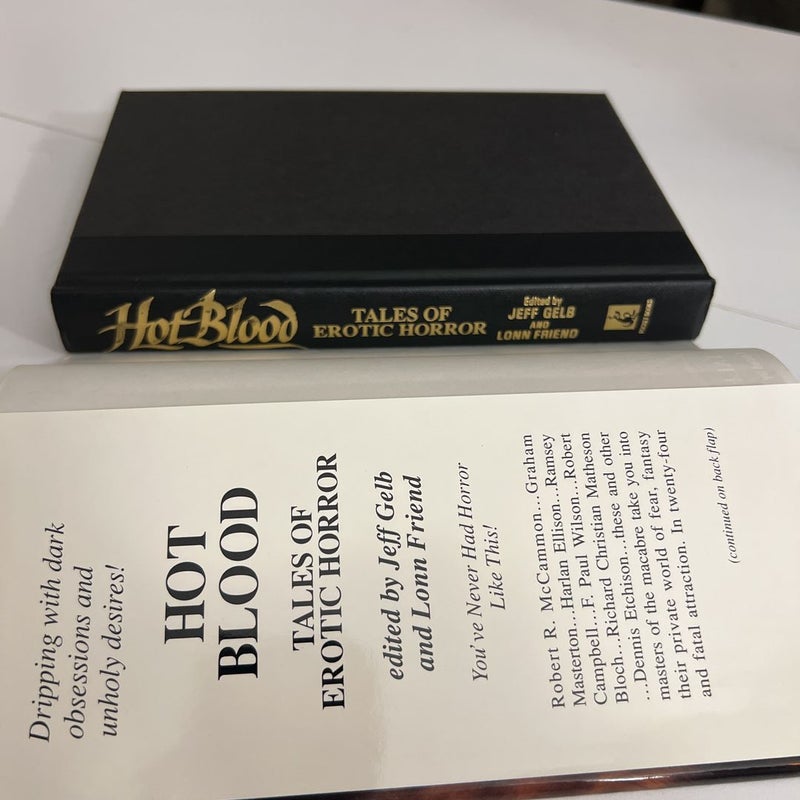 Hot Blood
TALES OF
EROTIC HORROR
Edited by
JEFF GELB
AND
LONN FRIEND
POCKET BOOKS
Dripping with dark
obsessions and
unholy desires!
HOT
BLOOD
TALES OF
EROTIC HORROR
edited by Jeff Gelb
and Lonn Friend
You've Never Had Horror
Like This!
Robert R. McCammon...Graham
Masterton...Harlan Ellison...Ramsey
Campbell...F. Paul Wilson...Robert
Bloch...Richard Christian Matheson
...Dennis Etchison...these and other
masters of the macabre take you into
their private world of fear, fantasy
and fatal attraction. In twenty-four
(continued on back flap)